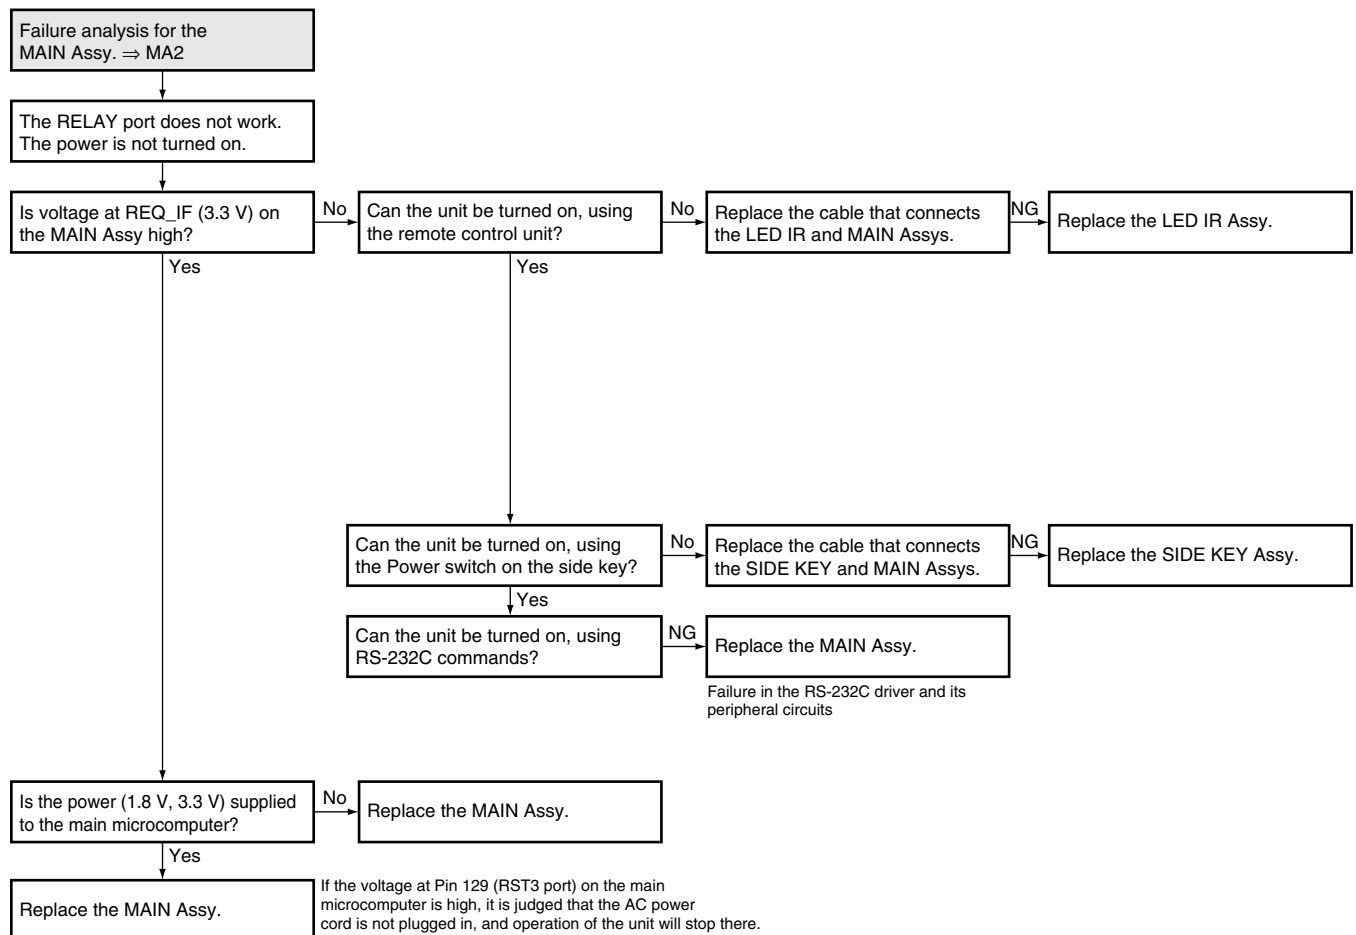 Failure analysis for the
MAIN Assy. ⇒ MA2
The RELAY port does not work.
The power is not turned on.
Is voltage at REQ_IF (3.3 V) on
the MAIN Assy high?
No
Can the unit be turned on, using
the remote control unit?
No
Replace the cable that connects
the LED IR and MAIN Assys.
NG
Replace the LED IR Assy.
Yes
Yes
Can the unit be turned on, using
the Power switch on the side key?
No
Replace the cable that connects
the SIDE KEY and MAIN Assys.
NG
Replace the SIDE KEY Assy.
Yes
Can the unit be turned on, using
RS-232C commands?
NG
Replace the MAIN Assy.
Failure in the RS-232C driver and its
peripheral circuits
Is the power (1.8 V, 3.3 V) supplied
to the main microcomputer?
No
Replace the MAIN Assy.
Yes
Replace the MAIN Assy.
If the voltage at Pin 129 (RST3 port) on the main
microcomputer is high, it is judged that the AC power
cord is not plugged in, and operation of the unit will stop there.